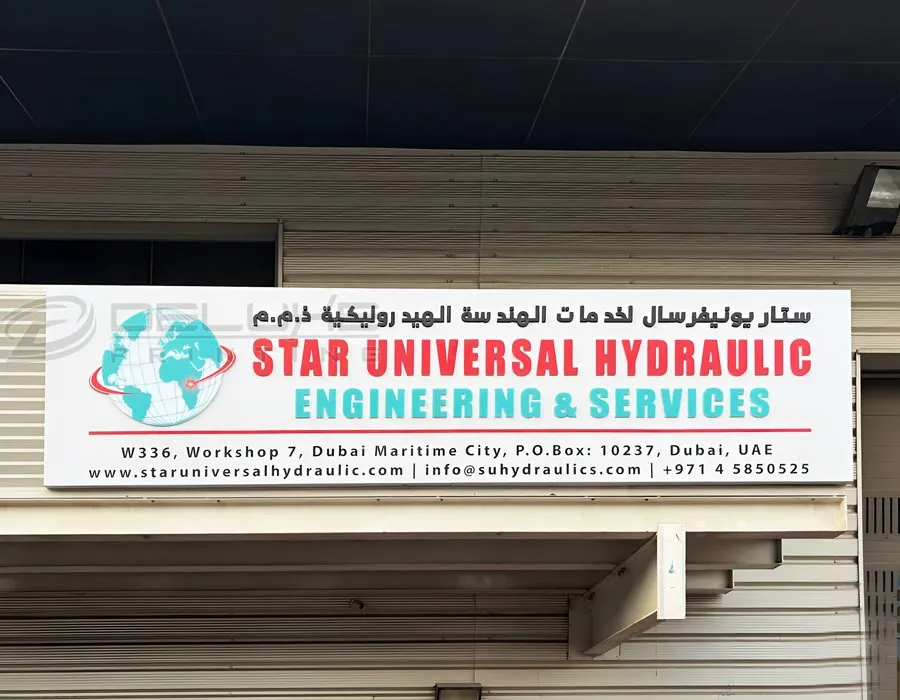 ستار يونيفرسال لخدمات الهندسة الهيدروليكية ذ.م.م
STAR UNIVERSAL HYDRAULIC
ENGINEERING & SERVICES
W336, Workshop 7, Dubai Maritime City, P.O.Box: 10237, Dubai, UAE
www.staruniversalhydraulic.com | info@suhydraulics.com | +971 4 5850525